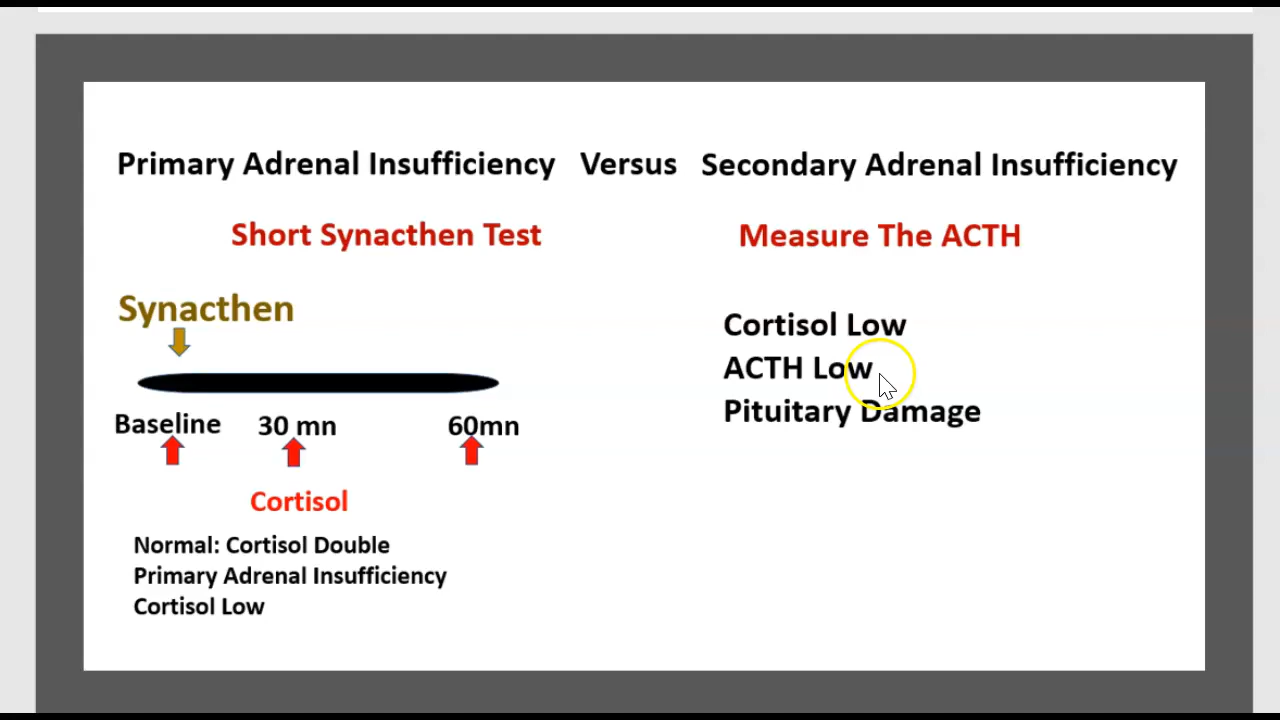 Primary Adrenal Insufficiency Versus Secondary Adrenal Insufficiency
Short Synacthen Test
Measure The ACTH
Synacthen
Baseline 30 mn 60mn
Cortisol
Normal: Cortisol Double
Primary Adrenal Insufficiency
Cortisol Low
Cortisol Low
ACTH Low
Pituitary Damage